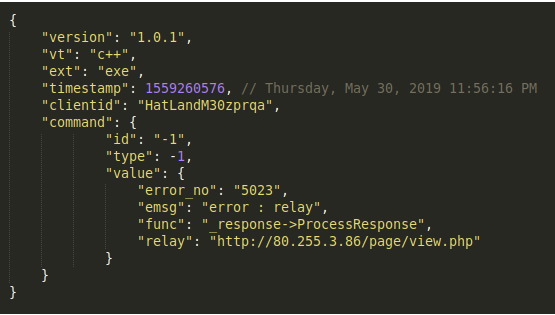 {
"version": "1.0.1",
"vt": "c++",
"ext": "exe",
"timestamp": 1559260576, // Thursday, May 30, 2019 11:56:16 PM
"clientid": "HatLandM30zprqa",
"command": {
"id": "-1",
"type": -1,
"value": {
"error_no": "5023",
"emsg": "error : relay",
"func": "_response->ProcessResponse",
"relay": "http://80.255.3.86/page/view.php"
}
}
}